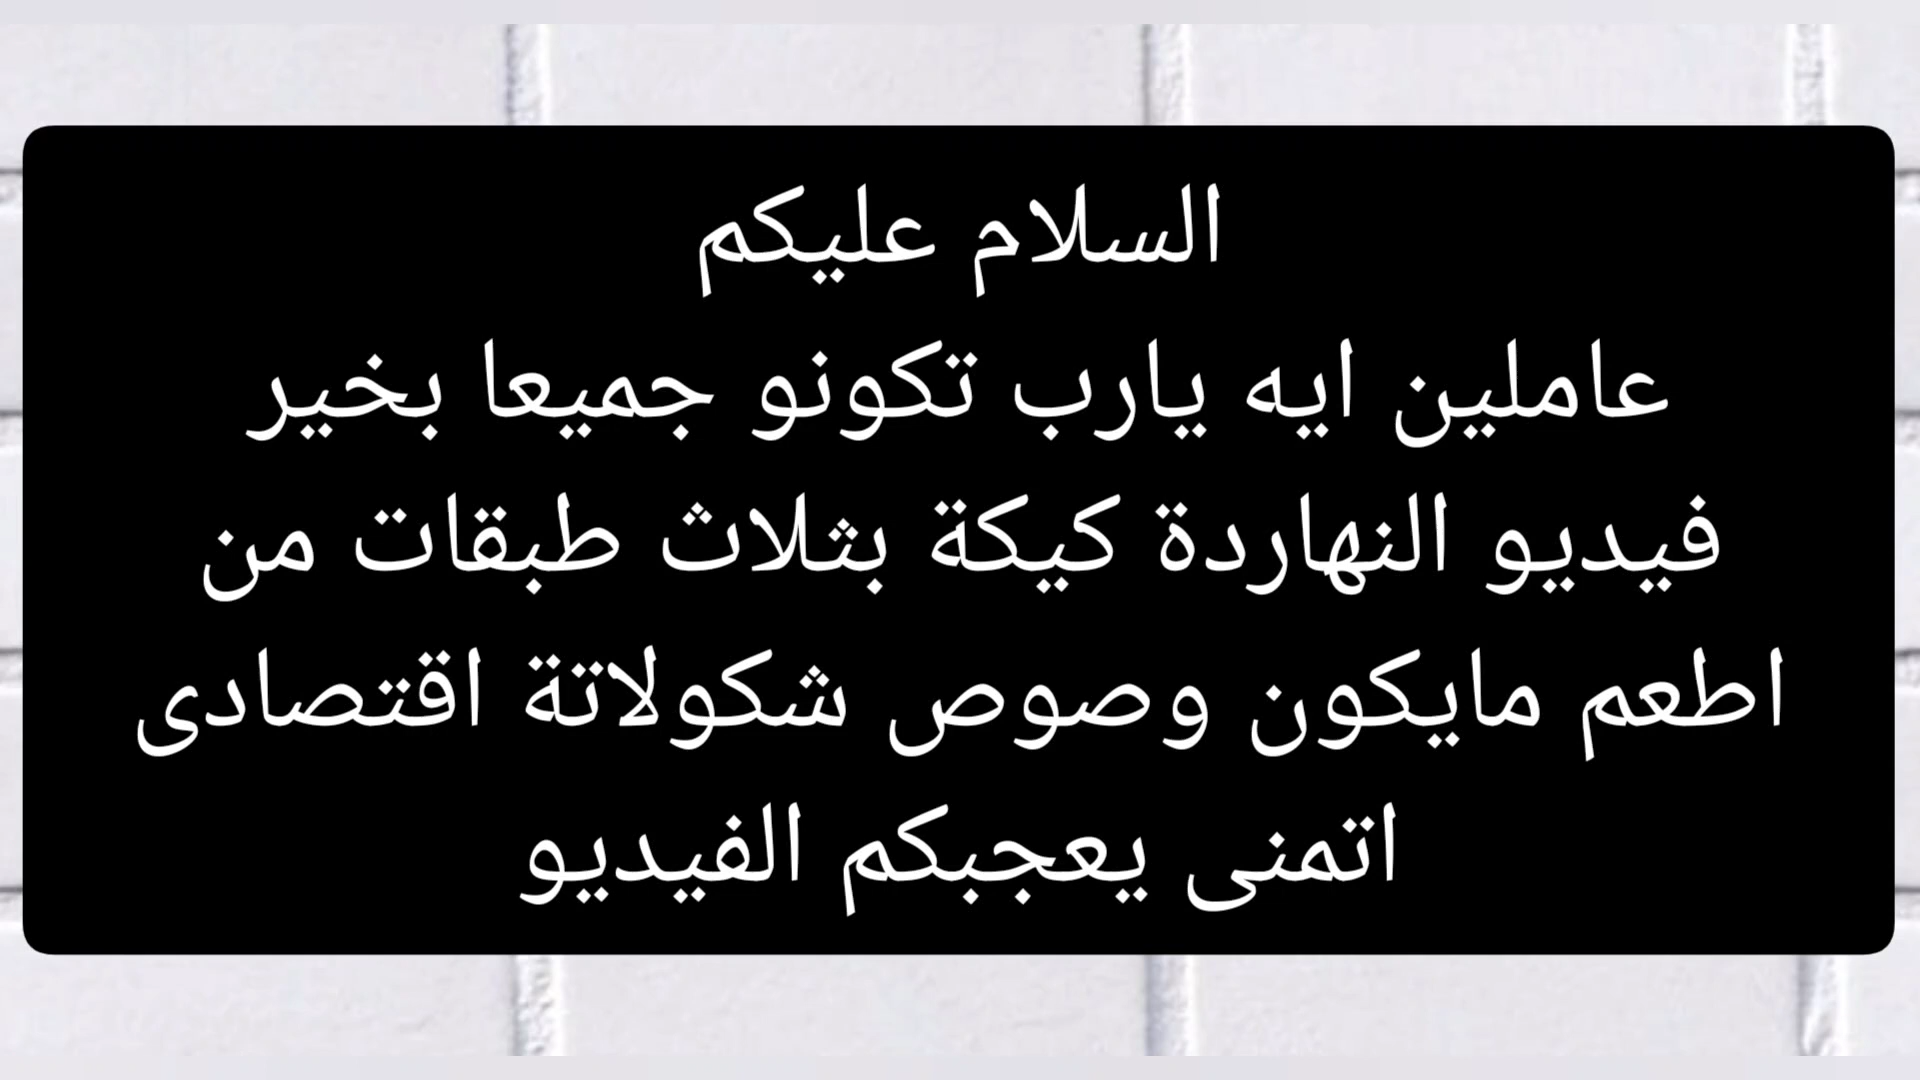 السلام عليكم
عاملين ايه يارب تكونو جميعا بخير
فيديو النهاردة كيكة بثلاث طبقات من
اطعم مايكون وصوص شكولاتة اقتصادى
اتمنى يعجبكم الفيديو